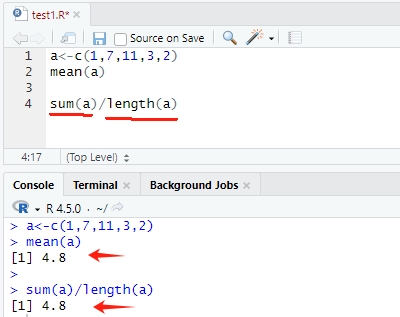 test1.R*
Source on Save
1 a<-c(1,7,11,3,2)
2 mean(a)
3
4 sum(a)/length(a)
4:17 (Top Level)
Console Terminal Background Jobs
R R 4.5.0 · ~/
> a<-c(1,7,11,3,2)
> mean(a)
[1] 4.8
>
> sum(a)/length(a)
[1] 4.8